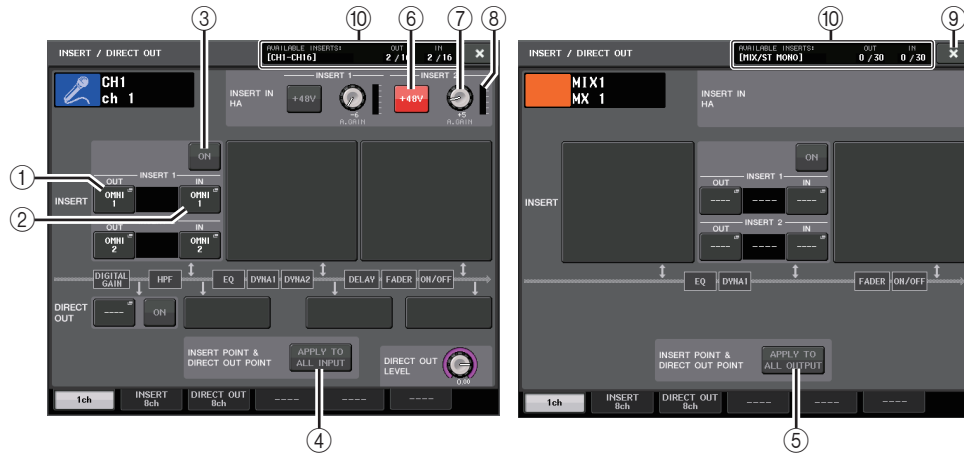 ③ ⑩ ⑥ ⑦ ⑧ ⑩ ⑨
INSERT / DIRECT OUT
AVAILABLE INSERTS: OUT IN
[CH1-CH16] 2 /16 2 /16
×
CH1
ch 1
INSERT IN
HA
INSERT 1 INSERT 2
+48V +48V
-6 +5
A.GAIN A.GAIN
ON
①
②
INSERT
OUT INSERT 1 IN
OMNI
1
OMNI
1
OUT IN
OMNI
2
OMNI
2
DIGITAL
GAIN
HPF EQ DYNA1 DYNA2 DELAY FADER ON/OFF
DIRECT
OUT
---- ON
INSERT POINT &
DIRECT OUT POINT
APPLY TO
ALL INPUT
DIRECT OUT
LEVEL
0.00
1ch INSERT
8ch
DIRECT OUT
8ch
---- ---- ----
④
INSERT / DIRECT OUT
AVAILABLE INSERTS: OUT IN
[MIX/ST MONO] 0 /30 0 /30
×
MIX1
MX 1
INSERT IN
HA
ON
INSERT
INSERT 1
OUT IN
---- ---- ----
INSERT 2
OUT IN
---- ---- ----
EQ DYNA1 FADER ON/OFF
INSERT POINT &
DIRECT OUT POINT
APPLY TO
ALL OUTPUT
1ch INSERT
8ch
DIRECT OUT
8ch
---- ---- ----
⑤